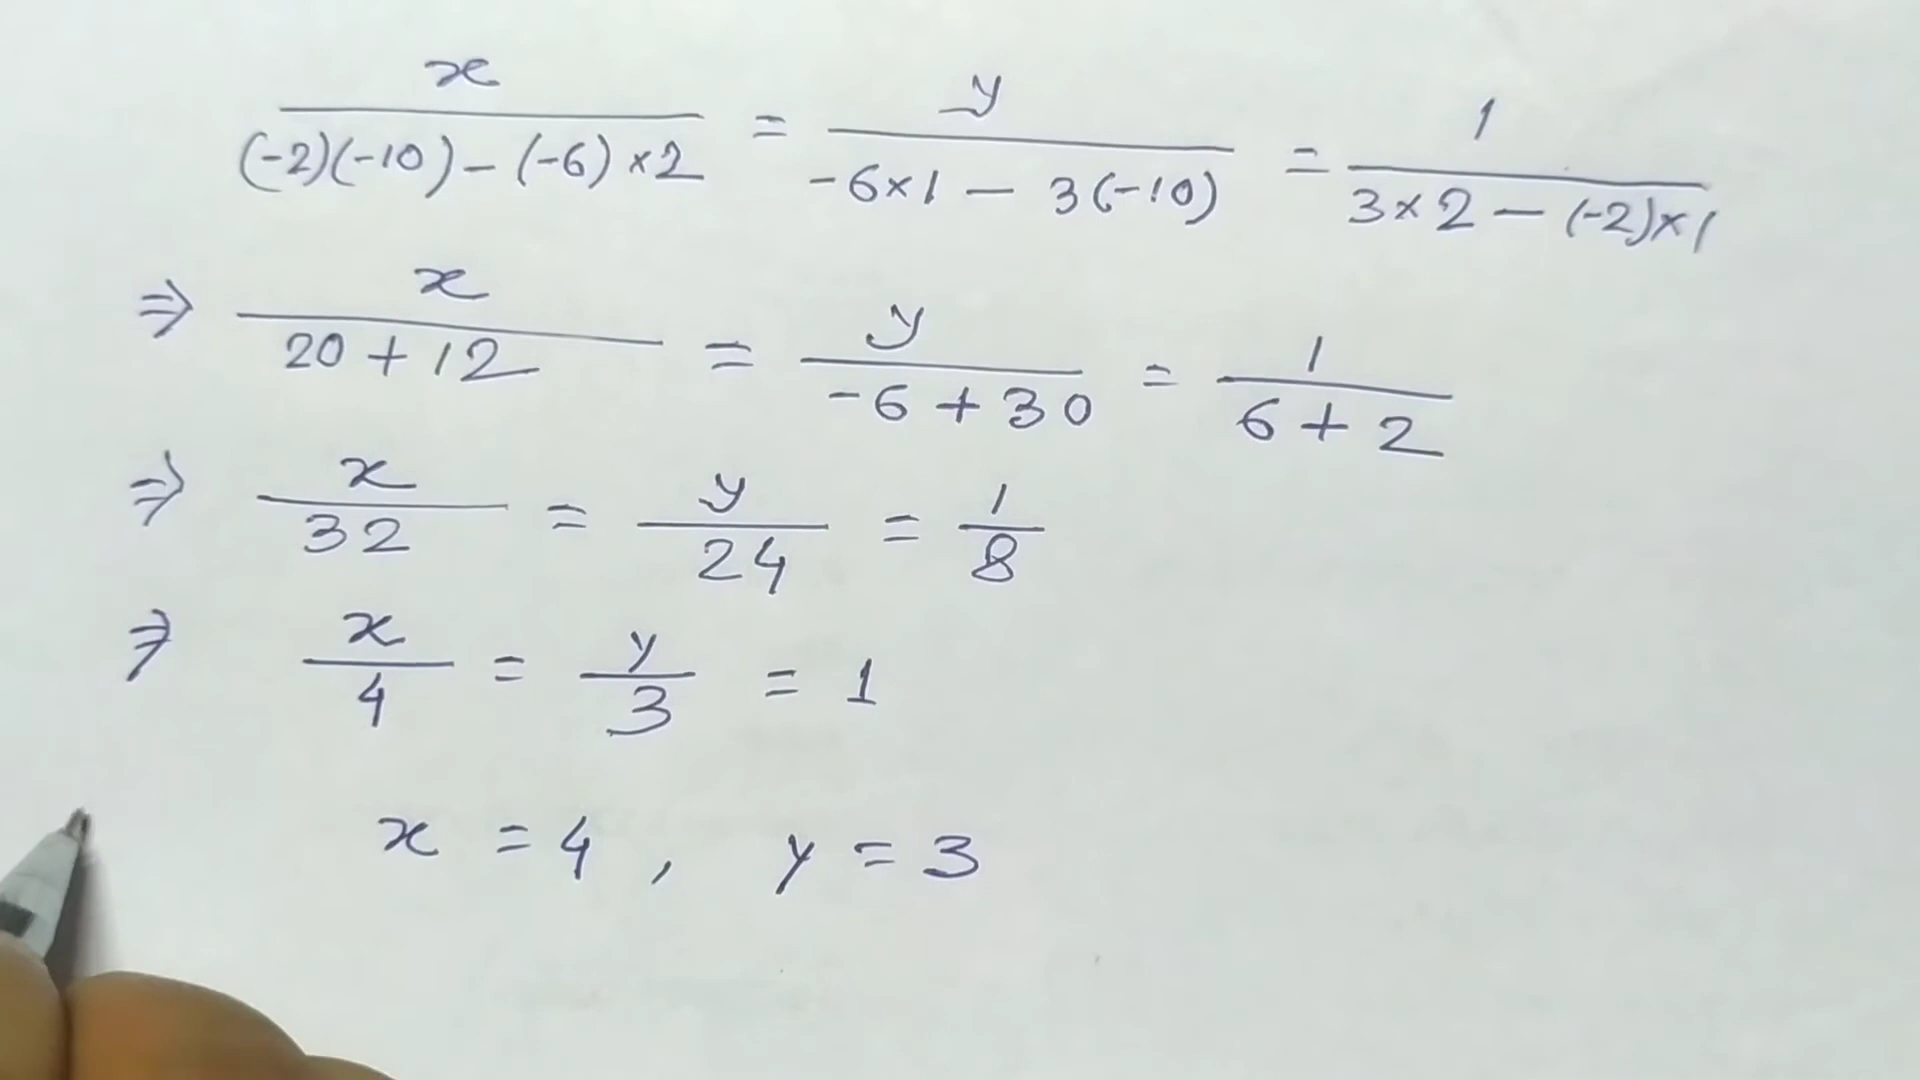 x/((-2)(-10) - (-6) × 2) = y/(-6×1 - 3(-10)) = 1/(3×2 - (-2)×1)
⇒ x/(20 + 12) = y/(-6 + 30) = 1/(6 + 2)
⇒ x/32 = y/24 = 1/8
⇒ x/4 = y/3 = 1
x = 4, y = 3